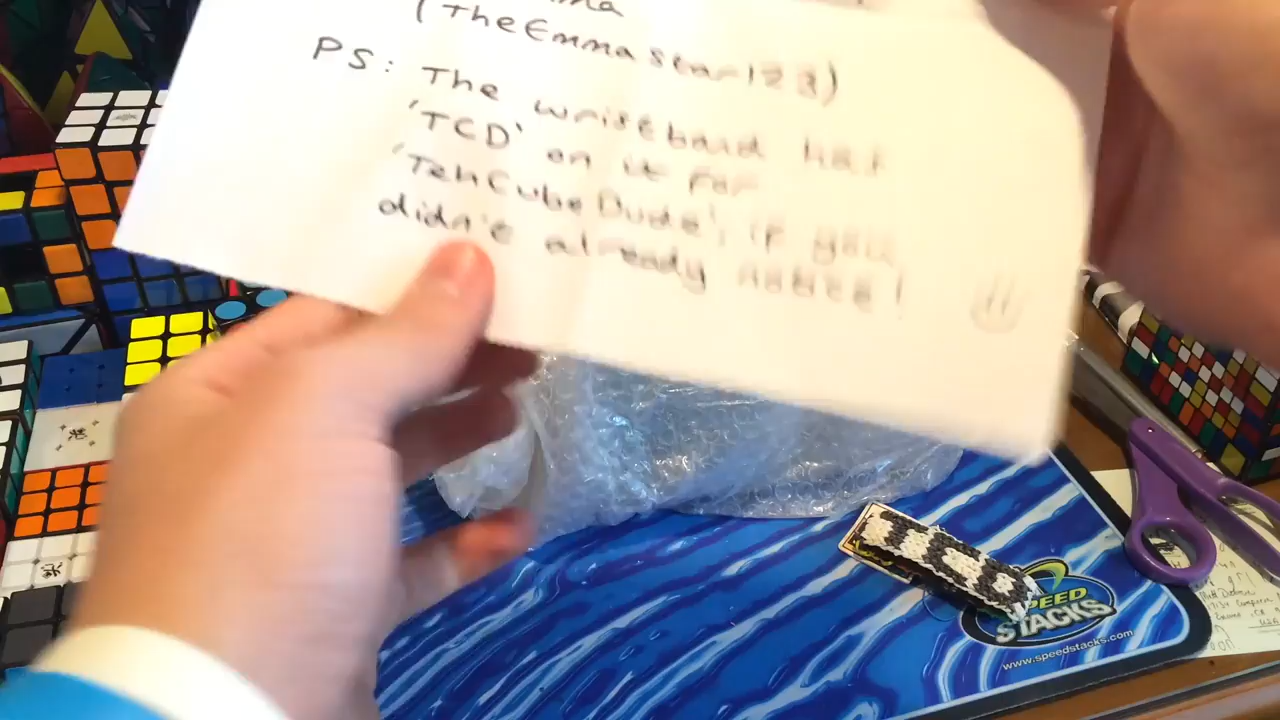 (TheEmmaStar123)
PS: The wristband has
'TCD' on it for
'TenCubeDude', if you
didn't already notice!
SPEED
STACKS
www.speedstacks.com